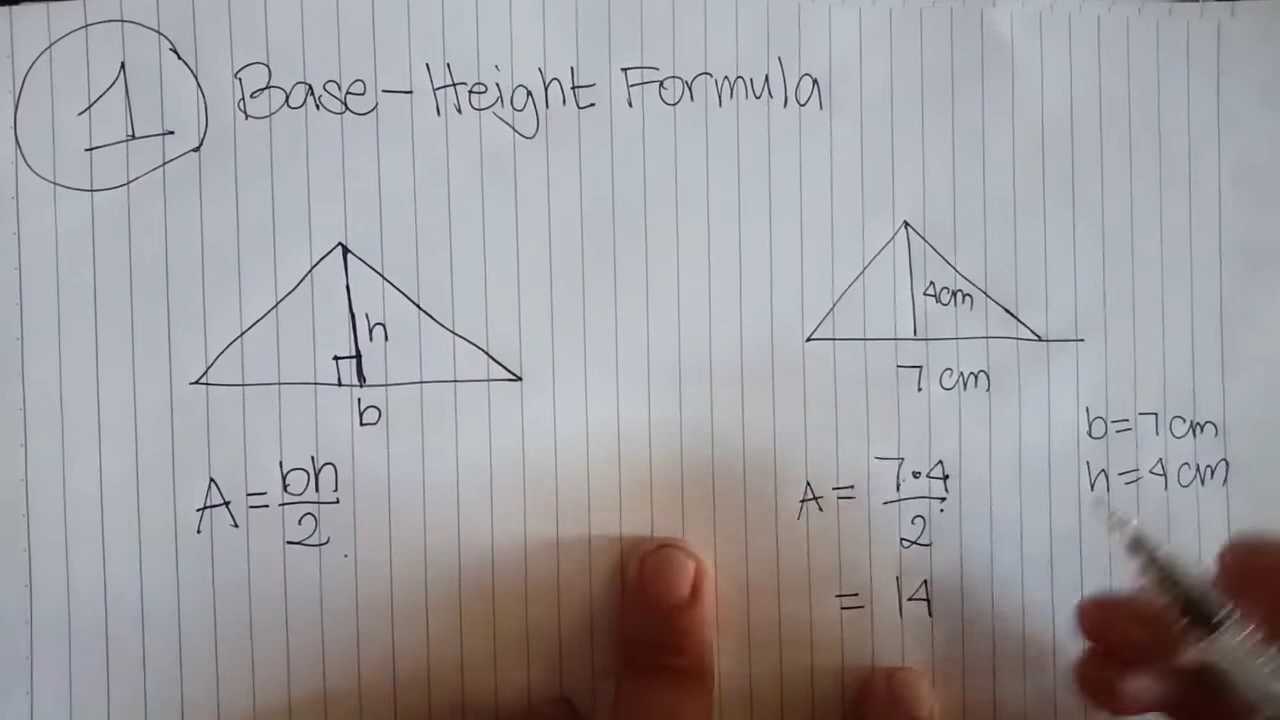 1 Base-Height Formula
h
b
A = bh/2
4cm
7 cm
b = 7 cm
h = 4 cm
A = 7·4/2
= 14